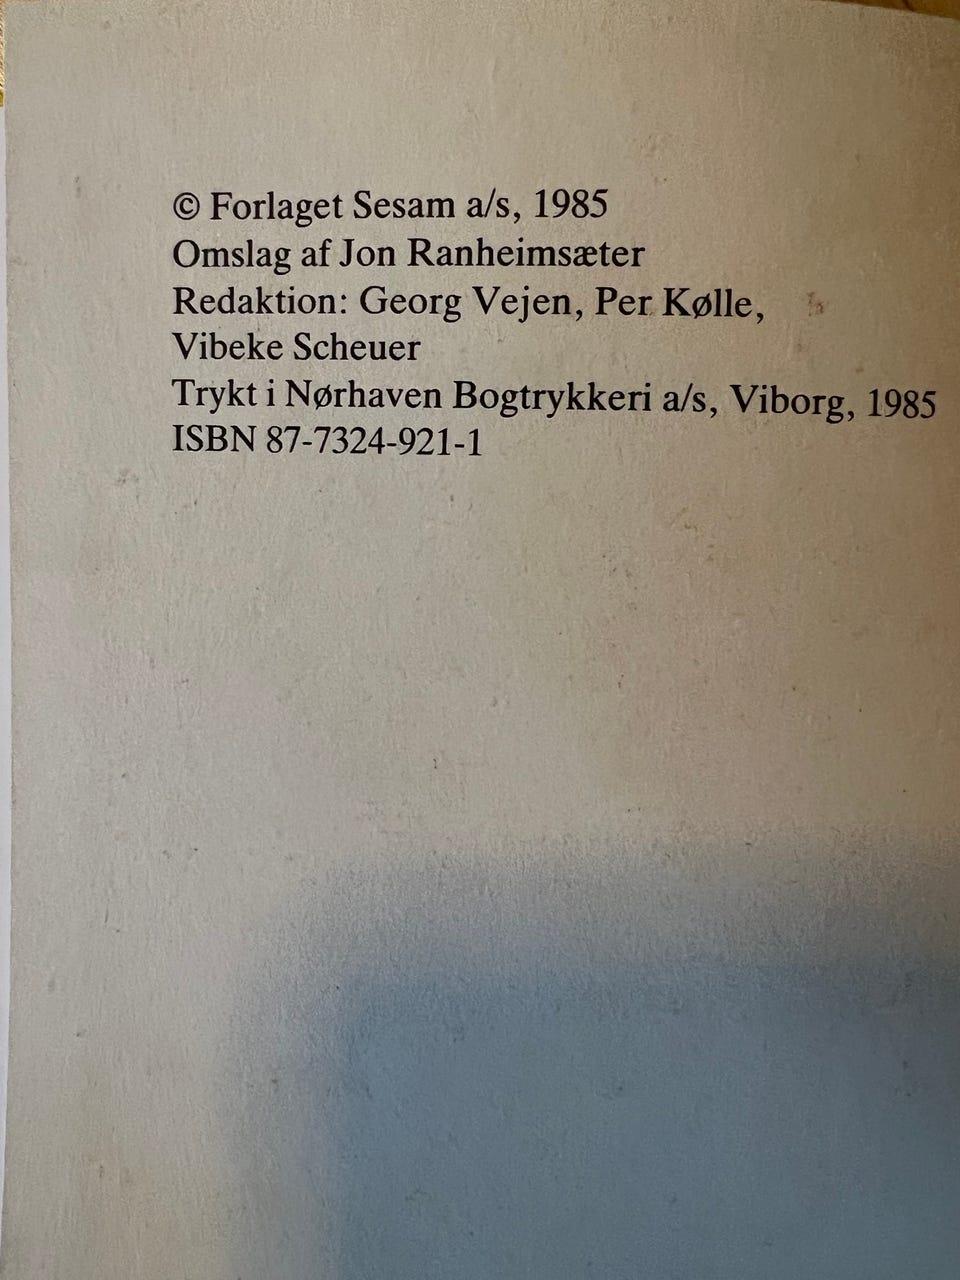 © Forlaget Sesam a/s, 1985
Omslag af Jon Ranheimsæter
Redaktion: Georg Vejen, Per Kølle,
Vibeke Scheuer
Trykt i Nørhaven Bogtrykkeri a/s, Viborg, 1985
ISBN 87-7324-921-1